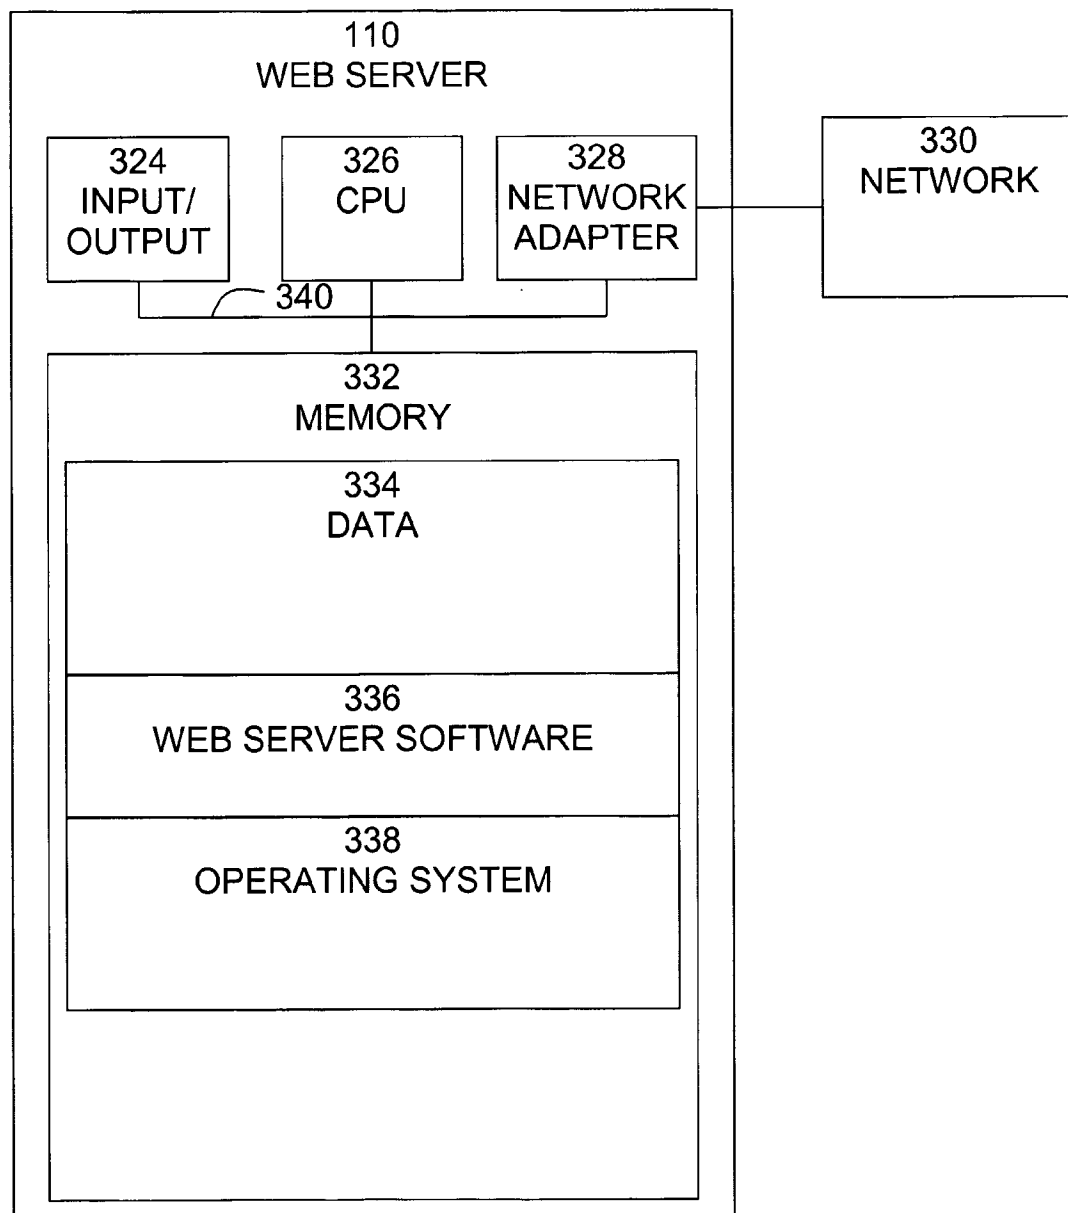 110
WEB SERVER
324
INPUT/
OUTPUT
326
CPU
328
NETWORK
ADAPTER
330
NETWORK
340
332
MEMORY
334
DATA
336
WEB SERVER SOFTWARE
338
OPERATING SYSTEM